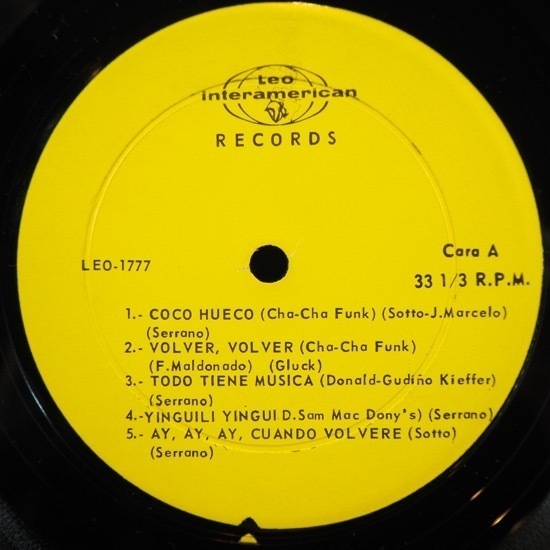 Leo
interamerican
RECORDS
LEO-1777
Cara A
33 1/3 R.P.M.
1.- COCO HUECO (Cha-Cha Funk) (Sotto-J.Marcelo)
(Serrano)
2.- VOLVER, VOLVER (Cha-Cha Funk)
(F.Maldonado) (Gluck)
3.- TODO TIENE MUSICA (Donald-Gudiño Kieffer)
(Serrano)
4.-YINGUILI YINGUI D.Sam Mac Dony's) (Serrano)
5.- AY, AY, AY, CUANDO VOLVERE (Sotto)
(Serrano)